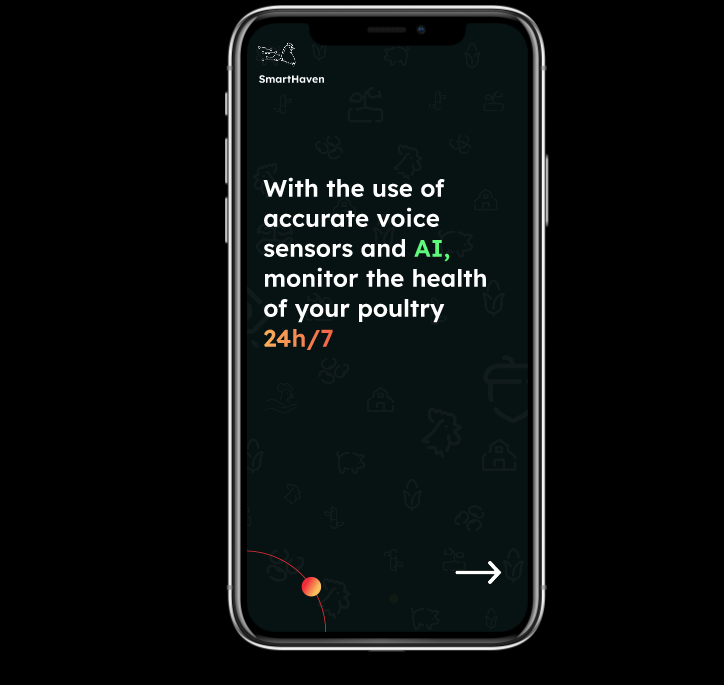 SmartHaven
With the use of
accurate voice
sensors and AI,
monitor the health
of your poultry
24h/7